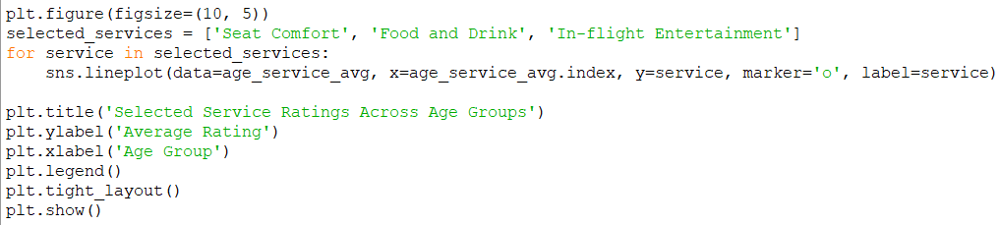 plt.figure(figsize=(10, 5))
selected_services = ['Seat Comfort', 'Food and Drink', 'In-flight Entertainment']
for service in selected_services:
    sns.lineplot(data=age_service_avg, x=age_service_avg.index, y=service, marker='o', label=service)

plt.title('Selected Service Ratings Across Age Groups')
plt.ylabel('Average Rating')
plt.xlabel('Age Group')
plt.legend()
plt.tight_layout()
plt.show()